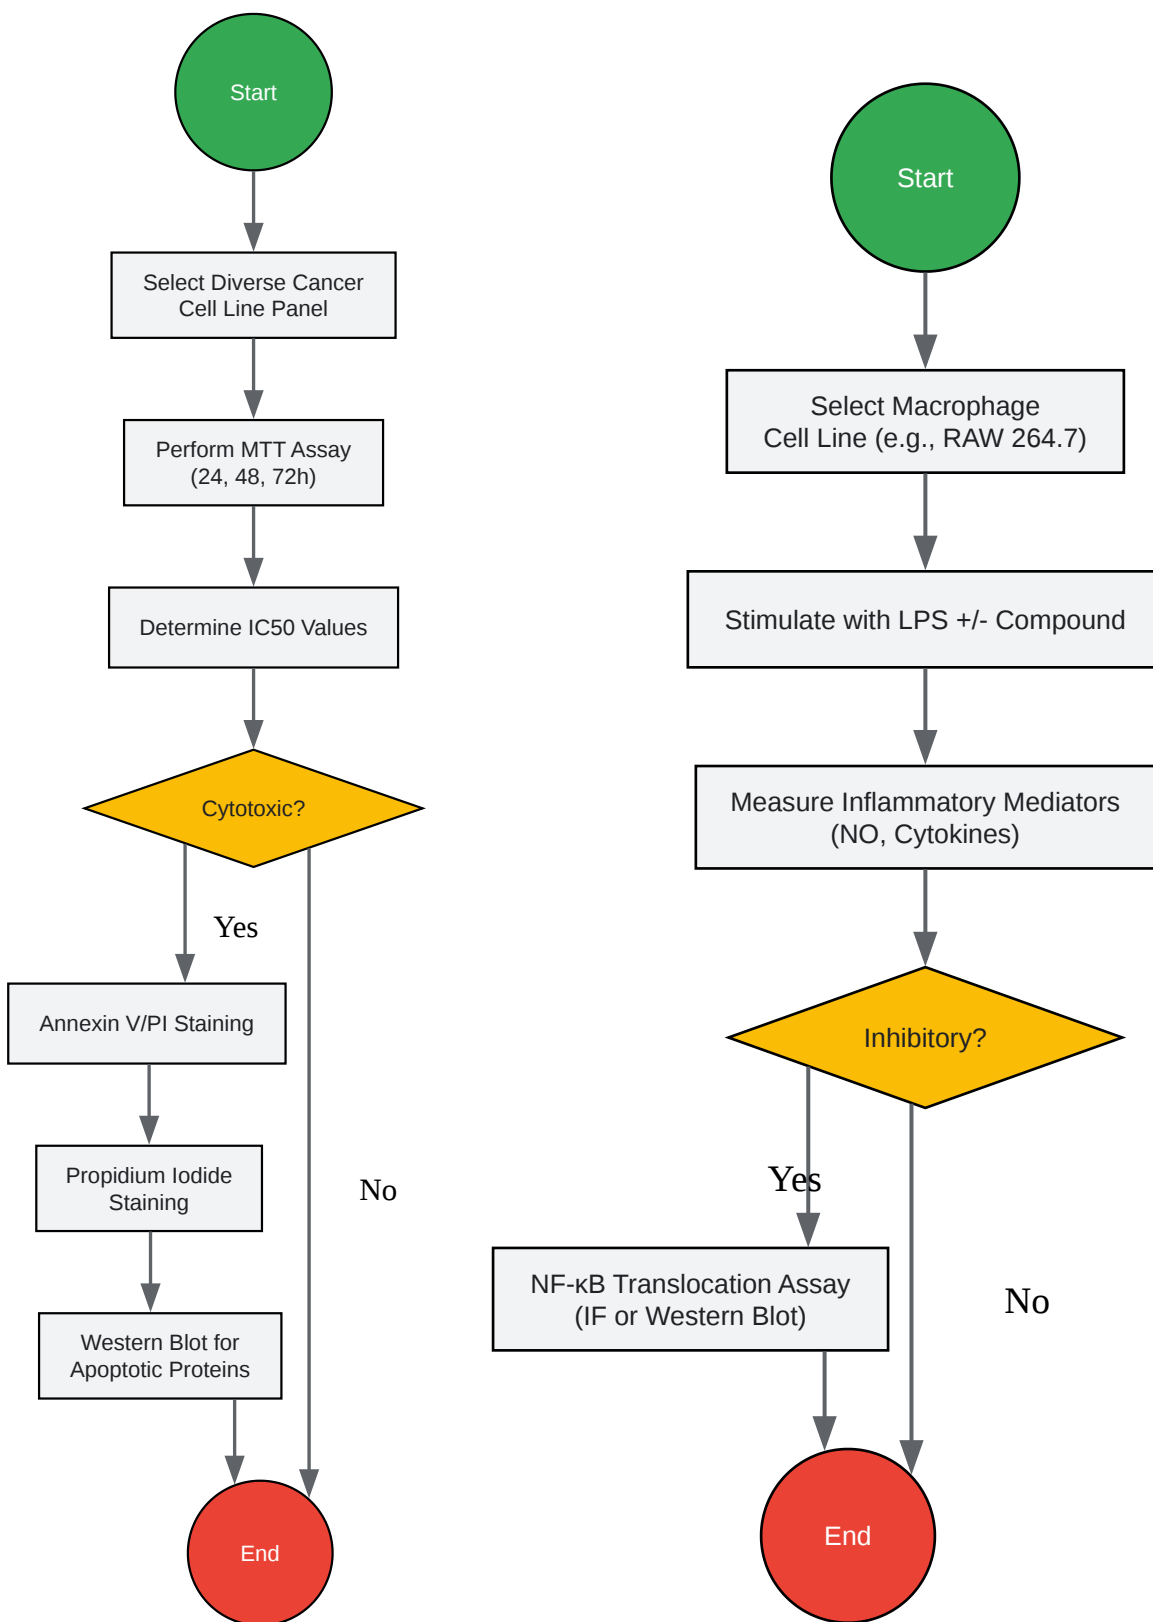 Start
Select Diverse Cancer
Cell Line Panel
Perform MTT Assay
(24, 48, 72h)
Determine IC50 Values
Cytotoxic?
Yes
No
Annexin V/PI Staining
Propidium Iodide
Staining
Western Blot for
Apoptotic Proteins
End
Start
Select Macrophage
Cell Line (e.g., RAW 264.7)
Stimulate with LPS +/- Compound
Measure Inflammatory Mediators
(NO, Cytokines)
Inhibitory?
Yes
No
NF-κB Translocation Assay
(IF or Western Blot)
End